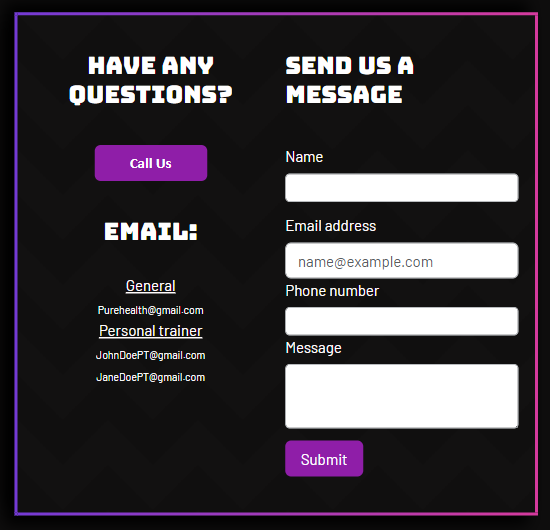 HAVE ANY
QUESTIONS?
Call Us
EMAIL:
General
Purehealth@gmail.com
Personal trainer
JohnDoePT@gmail.com
JaneDoePT@gmail.com
SEND US A
MESSAGE
Name
Email address
name@example.com
Phone number
Message
Submit